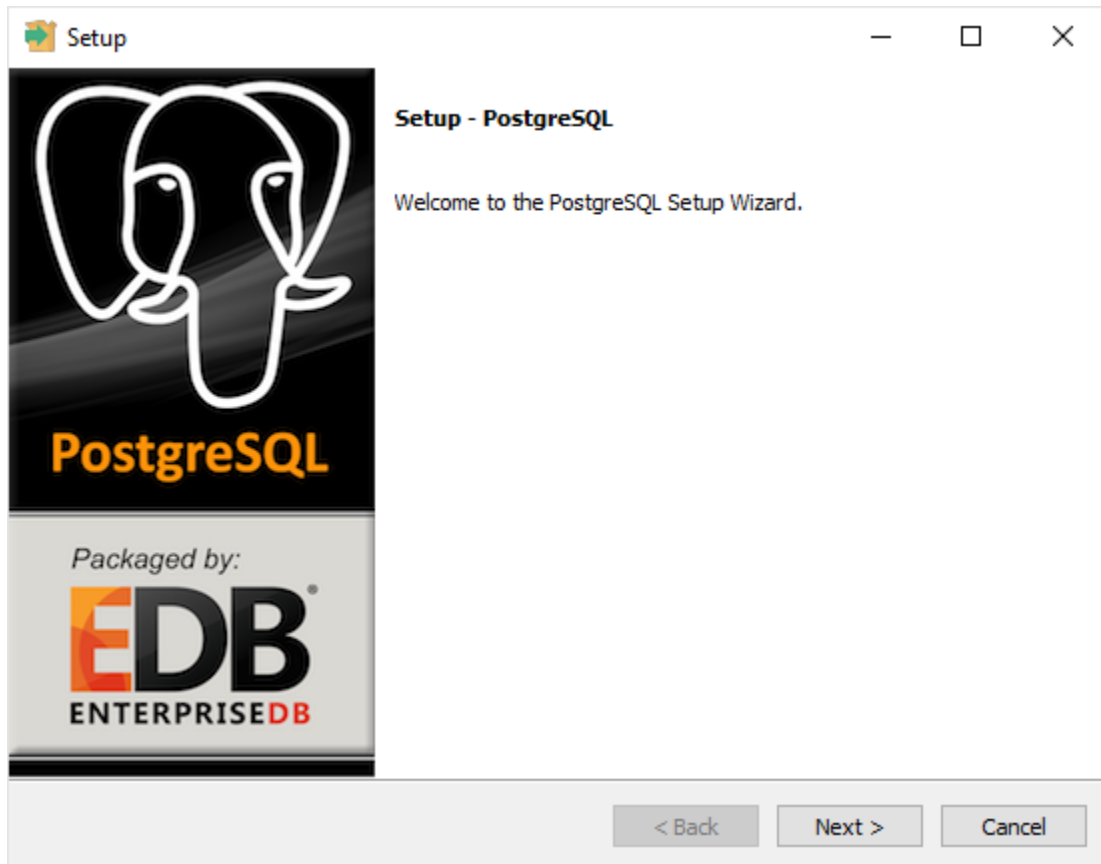 Setup
Setup - PostgreSQL
Welcome to the PostgreSQL Setup Wizard.
PostgreSQL
Packaged by:
EDB®
ENTERPRISEDB
< Back
Next >
Cancel